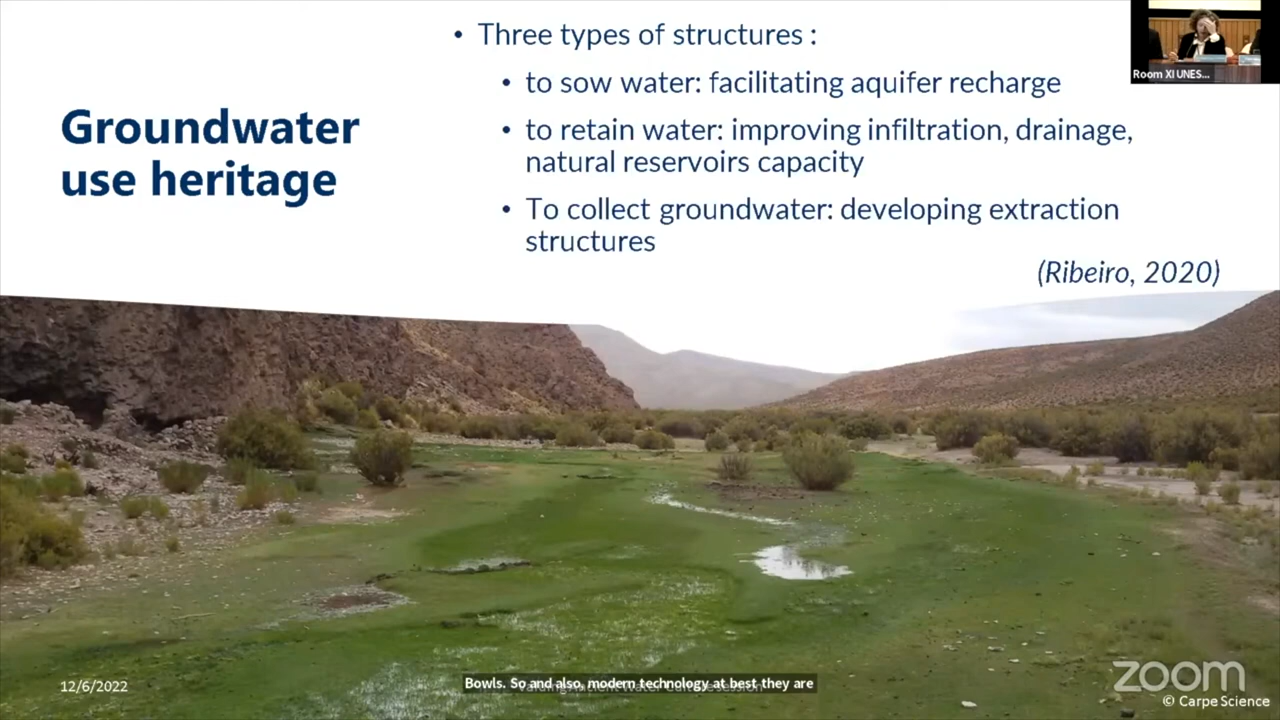 Groundwater
use heritage
• Three types of structures :
• to sow water: facilitating aquifer recharge
• to retain water: improving infiltration, drainage,
natural reservoirs capacity
• To collect groundwater: developing extraction
structures
(Ribeiro, 2020)
Room XI UNES...
12/6/2022
Bowls. So and also, modern technology at best they are
zoom
© Carpe Science